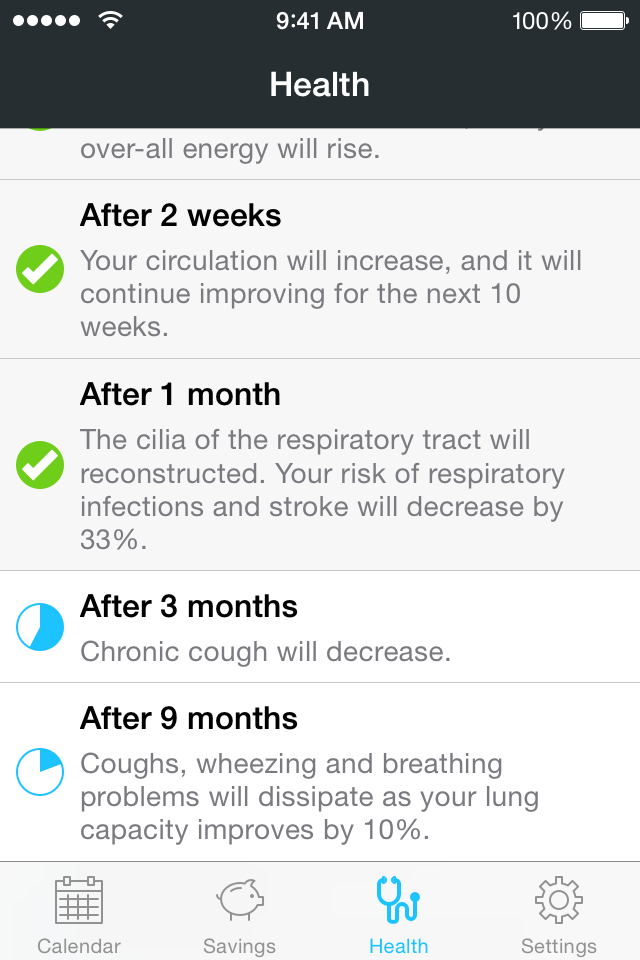 9:41 AM 100%
Health
over-all energy will rise.
After 2 weeks
Your circulation will increase, and it will
continue improving for the next 10
weeks.
After 1 month
The cilia of the respiratory tract will
reconstructed. Your risk of respiratory
infections and stroke will decrease by
33%.
After 3 months
Chronic cough will decrease.
After 9 months
Coughs, wheezing and breathing
problems will dissipate as your lung
capacity improves by 10%.
Calendar Savings Health Settings